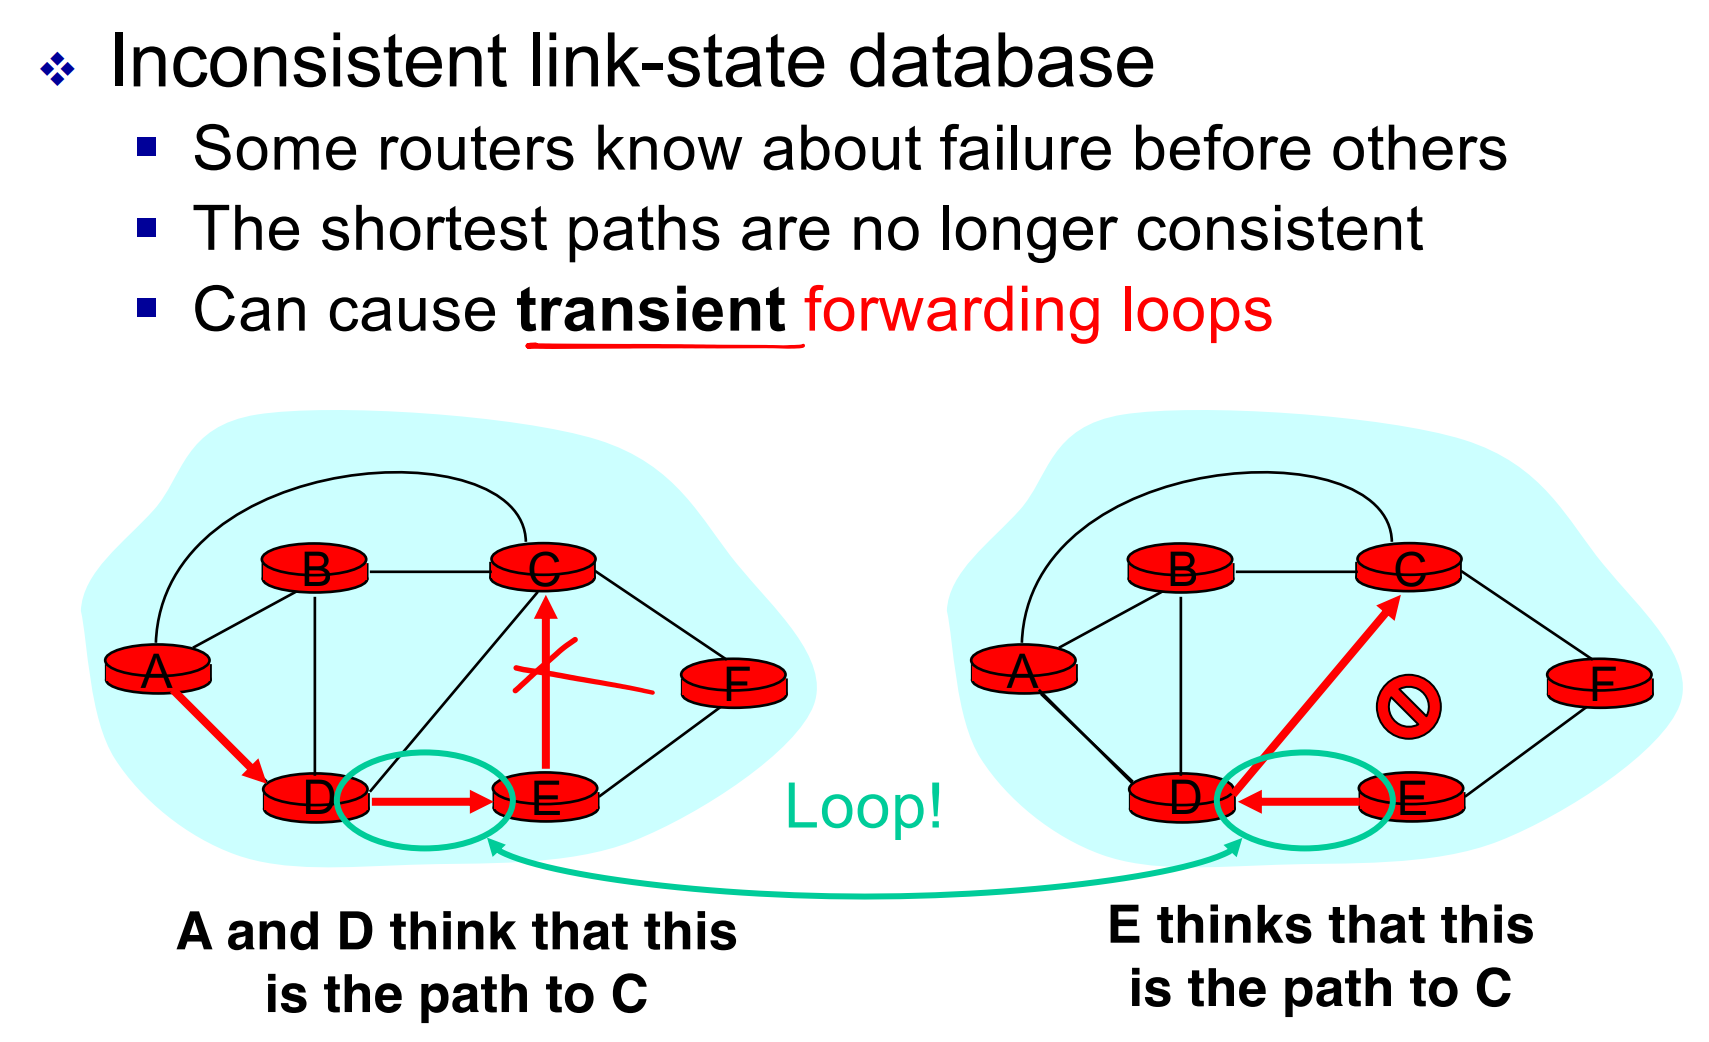 Inconsistent link-state database
Some routers know about failure before others
The shortest paths are no longer consistent
Can cause transient forwarding loops
B
C
A
F
D
E
Loop!
B
C
A
F
D
E
A and D think that this
is the path to C
E thinks that this
is the path to C